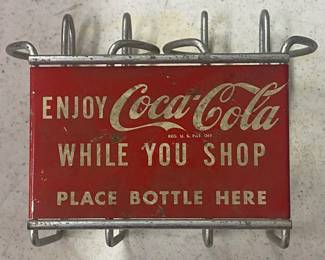 ENJOY Coca-Cola
REG. U. S. PAT. OFF.
WHILE YOU SHOP
PLACE BOTTLE HERE